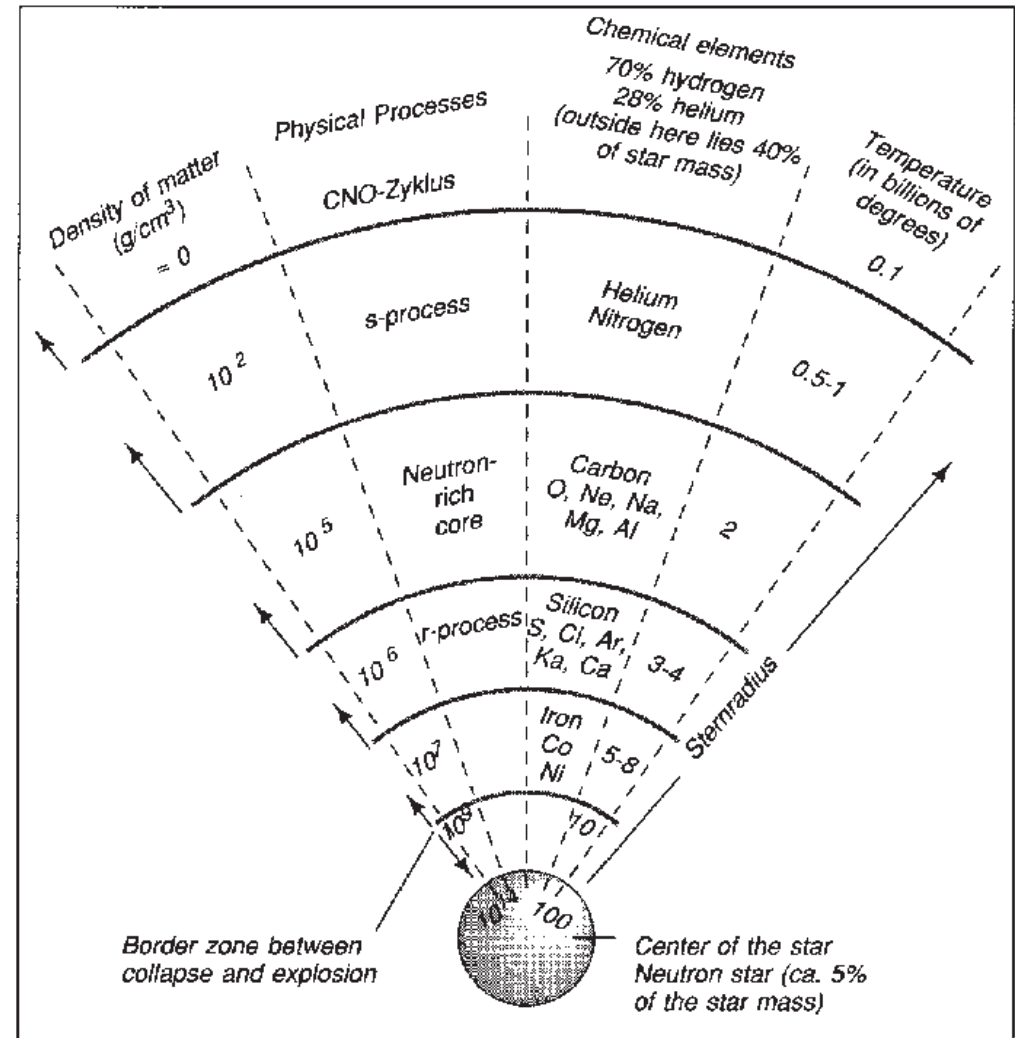 Chemical elements
70% hydrogen
28% helium
(outside here lies 40%
of star mass)
Physical Processes
CNO-Zyklus
Density of matter
(g/cm³)
= 0
Temperature
(in billions of
degrees)
0.1
10²
s-process
Helium
Nitrogen
0.5-1
10⁵
Neutron-
rich
core
Carbon
O, Ne, Na,
Mg, Al
2
10⁶
r-process
Silicon
S, Cl, Ar,
Ka, Ca
3-4
10⁷
Iron
Co
Ni
5-8
Sternradius
10⁹
10
10¹⁴
100
Border zone between
collapse and explosion
Center of the star
Neutron star (ca. 5%
of the star mass)